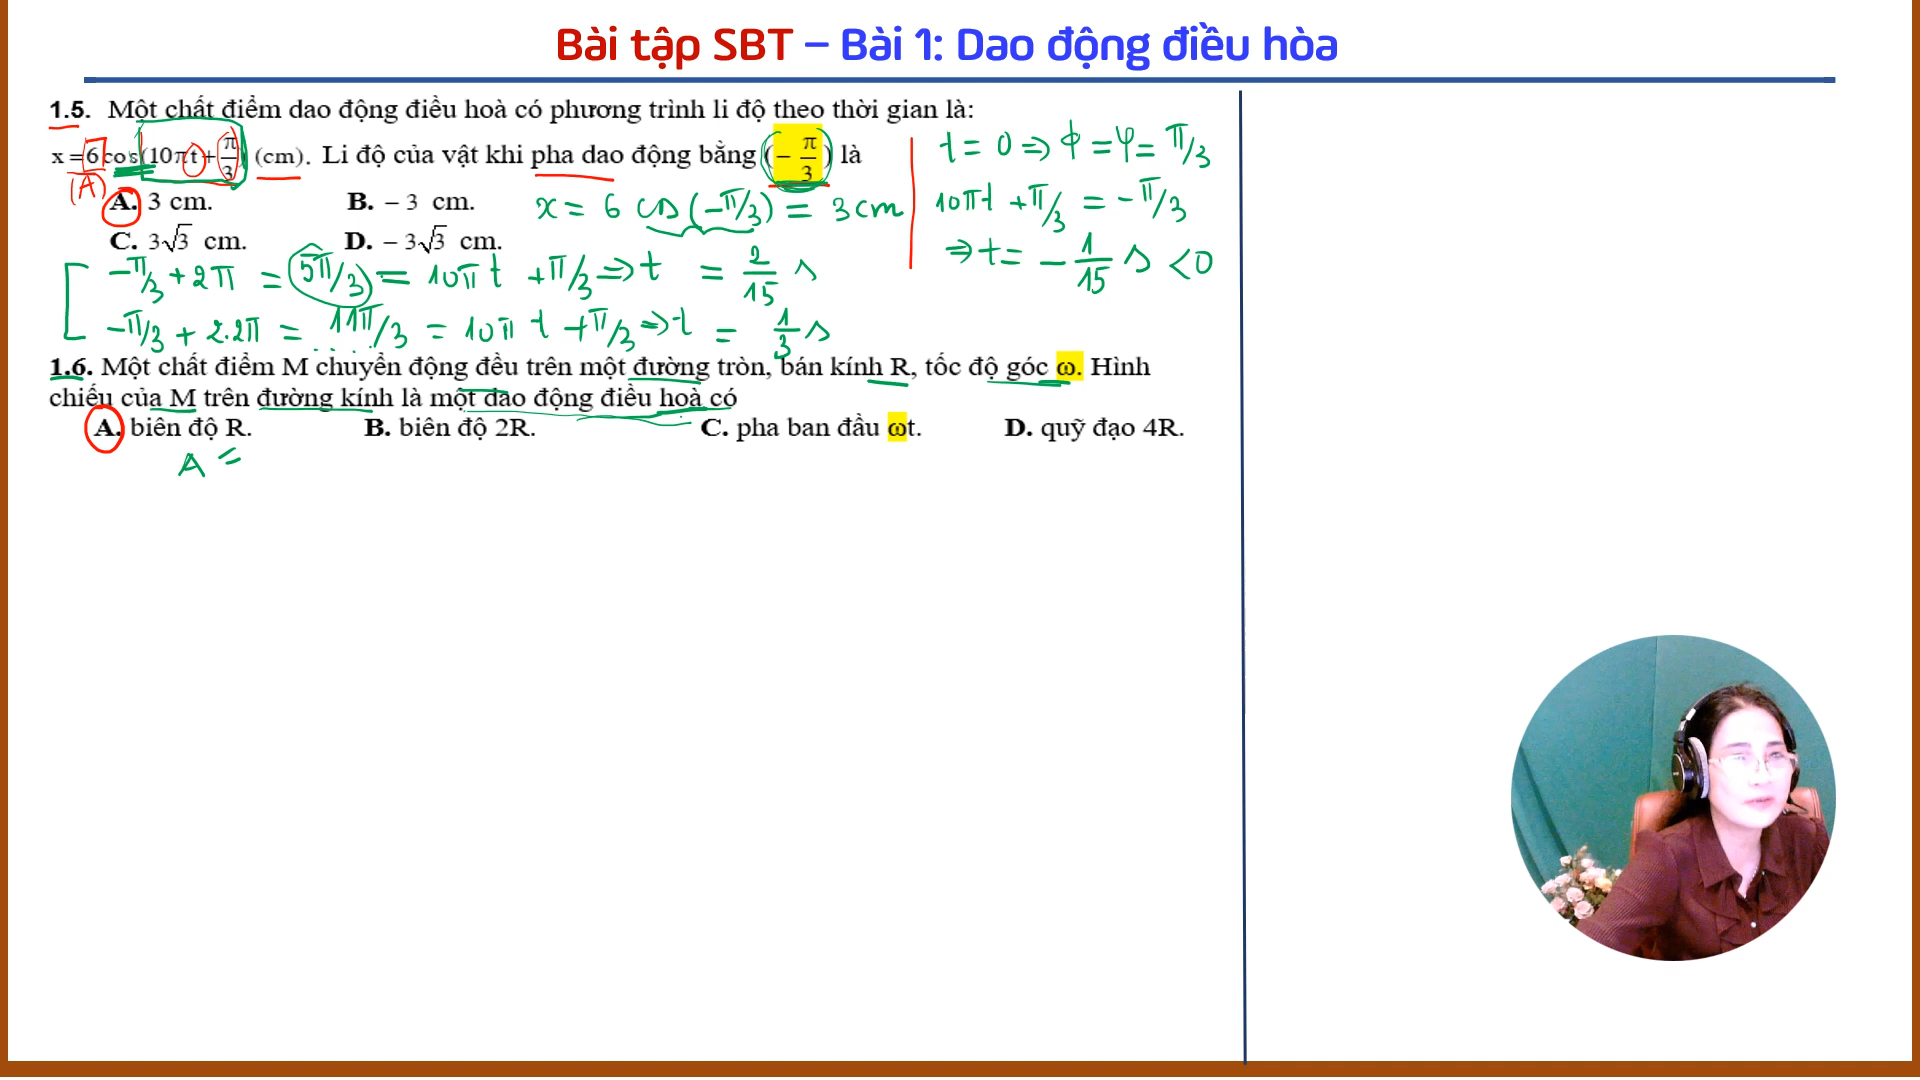 Bài tập SBT – Bài 1: Dao động điều hòa
1.5. Một chất điểm dao động điều hoà có phương trình li độ theo thời gian là:
x = 6cos(10πt + π/3) (cm). Li độ của vật khi pha dao động bằng (– π/3) là
(A)
A. 3 cm. B. – 3 cm.
C. 3√3 cm. D. – 3√3 cm.
x = 6 cos (-π/3) = 3cm
t = 0 => ϕ = φ = π/3
10πt + π/3 = -π/3
=> t = - 1/15 s < 0
-π/3 + 2π = 5π/3 = 10πt + π/3 => t = 2/15 s
-π/3 + 2.2π = 11π/3 = 10πt + π/3 => t = 1/3 s
1.6. Một chất điểm M chuyển động đều trên một đường tròn, bán kính R, tốc độ góc ω. Hình
chiếu của M trên đường kính là một dao động điều hoà có
A. biên độ R. B. biên độ 2R. C. pha ban đầu ωt. D. quỹ đạo 4R.
A =